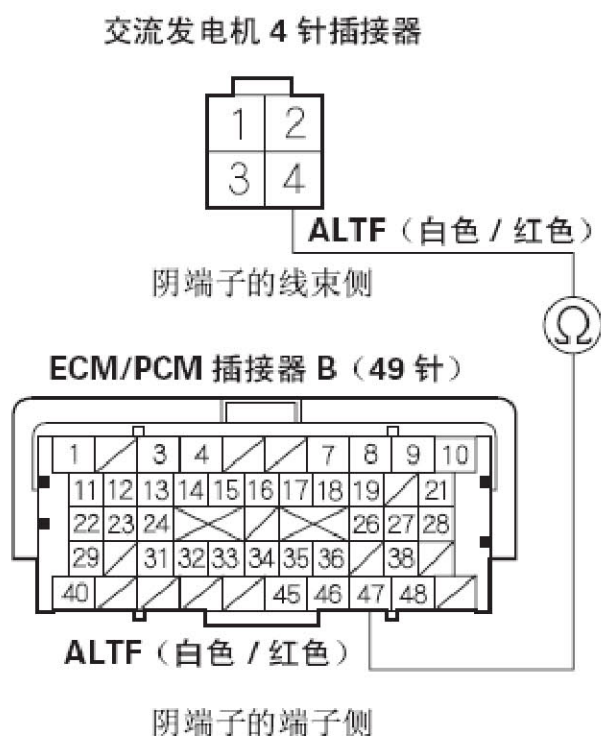 交流发电机 4 针插接器
1 2
3 4
ALTF（白色 / 红色）
阴端子的线束侧
Ω
ECM/PCM 插接器 B（49 针）
1 3 4 7 8 9 10
11 12 13 14 15 16 17 18 19 21
22 23 24 26 27 28
29 31 32 33 34 35 36 38
40 45 46 47 48
ALTF（白色 / 红色）
阴端子的端子侧